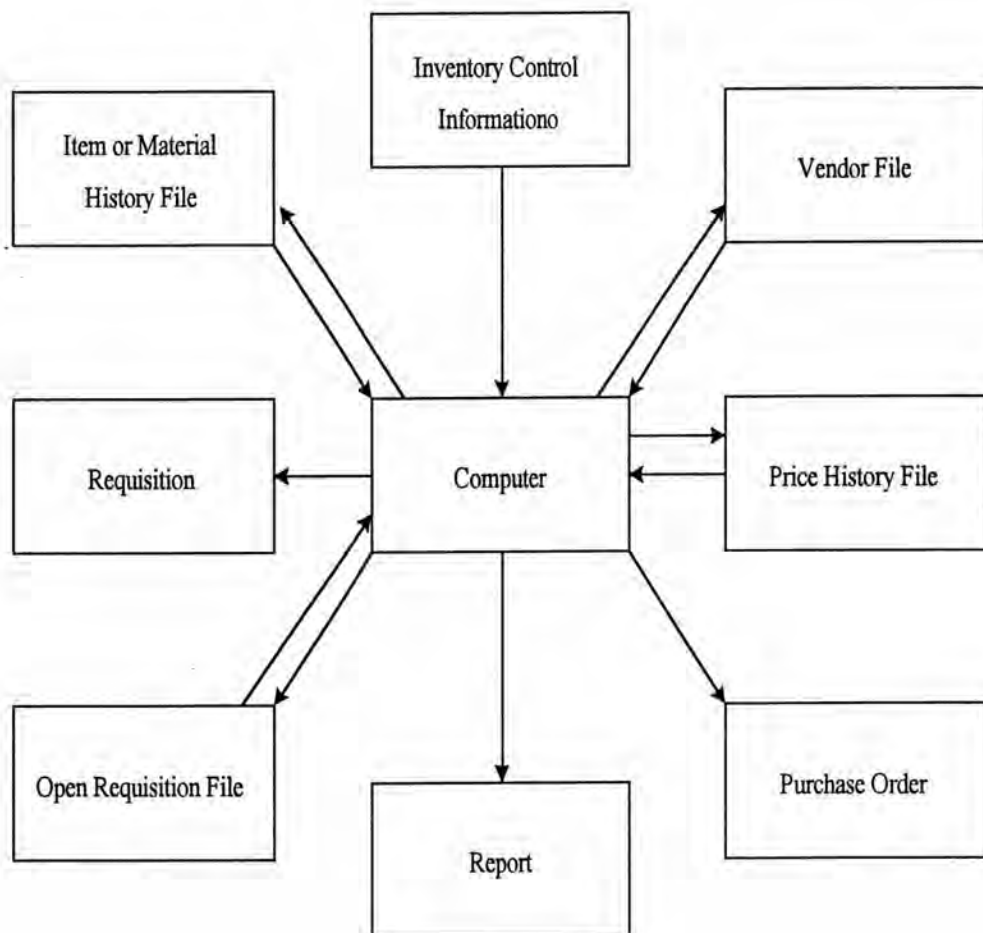 Inventory Control
Informationo
Item or Material
History File
Vendor File
Requisition
Computer
Price History File
Open Requisition File
Report
Purchase Order